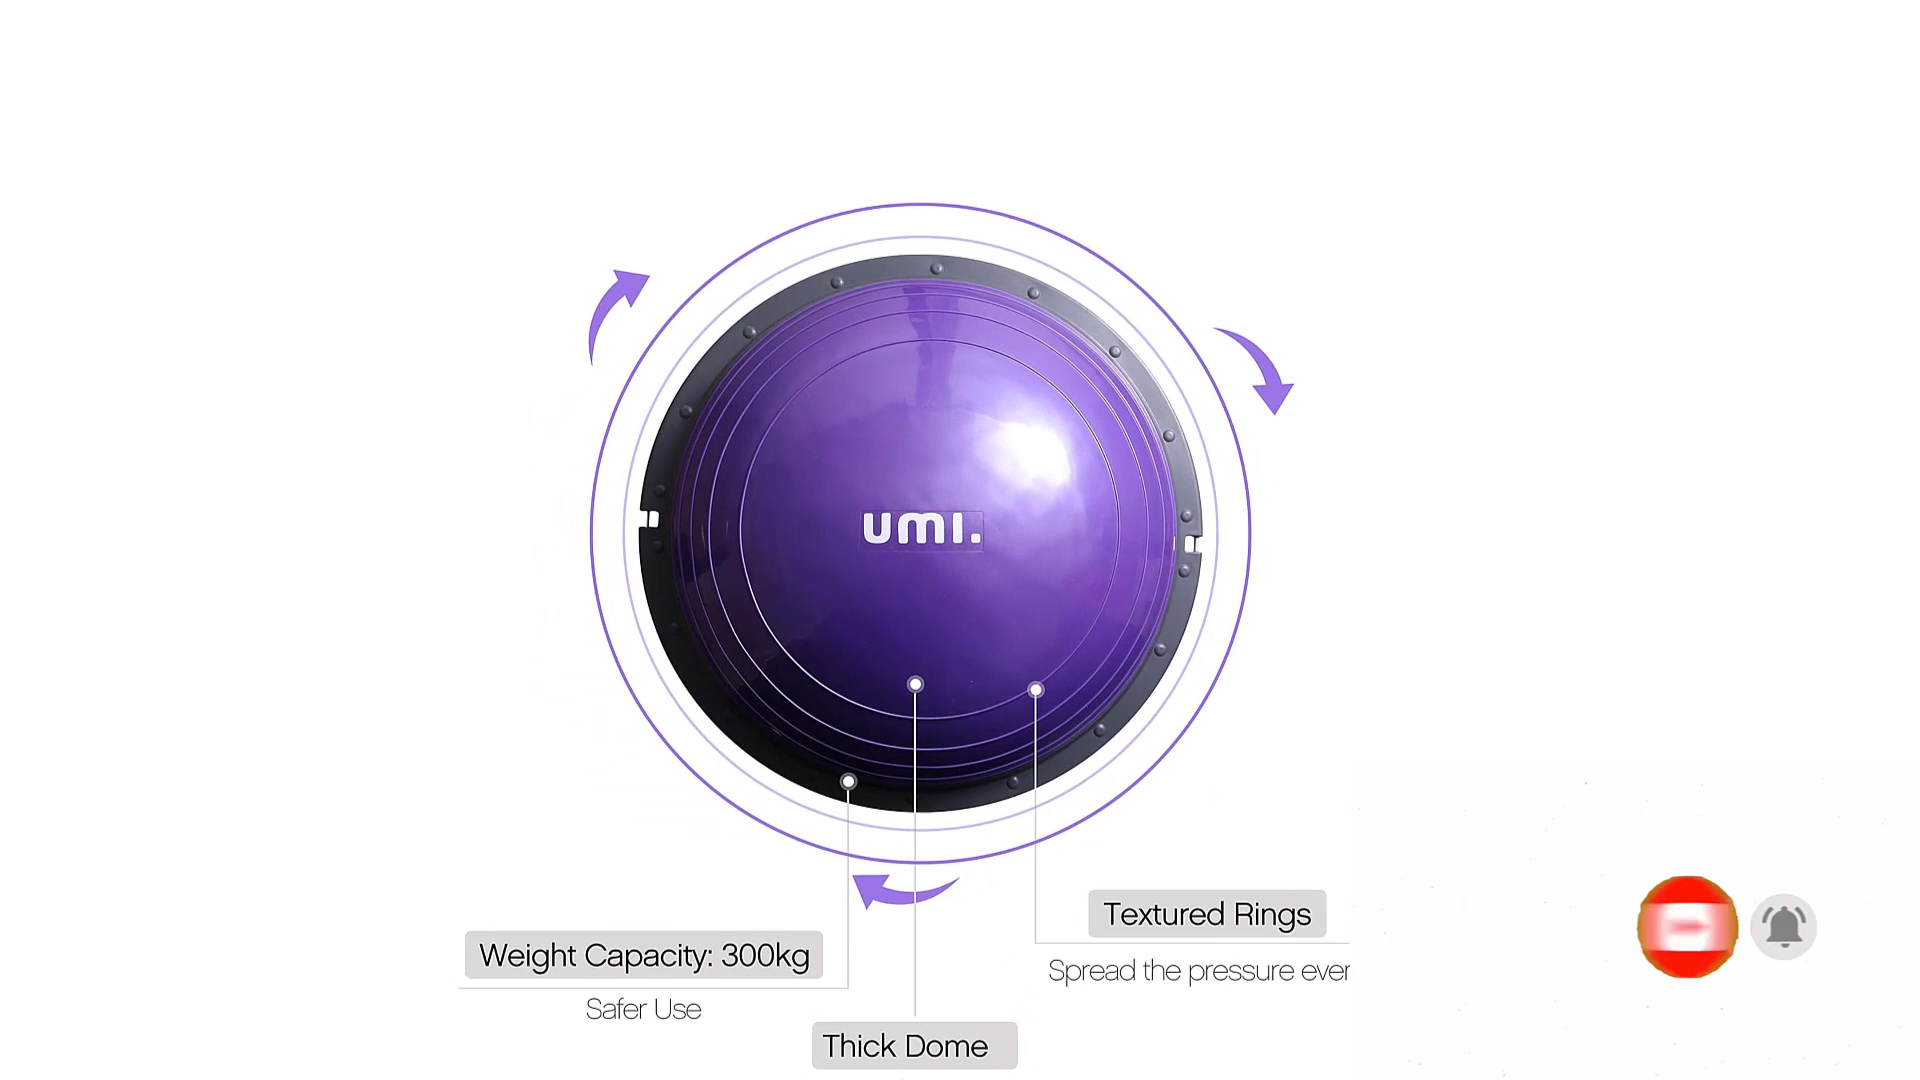 umi.
Textured Rings
Spread the pressure ever
Weight Capacity: 300kg
Safer Use
Thick Dome